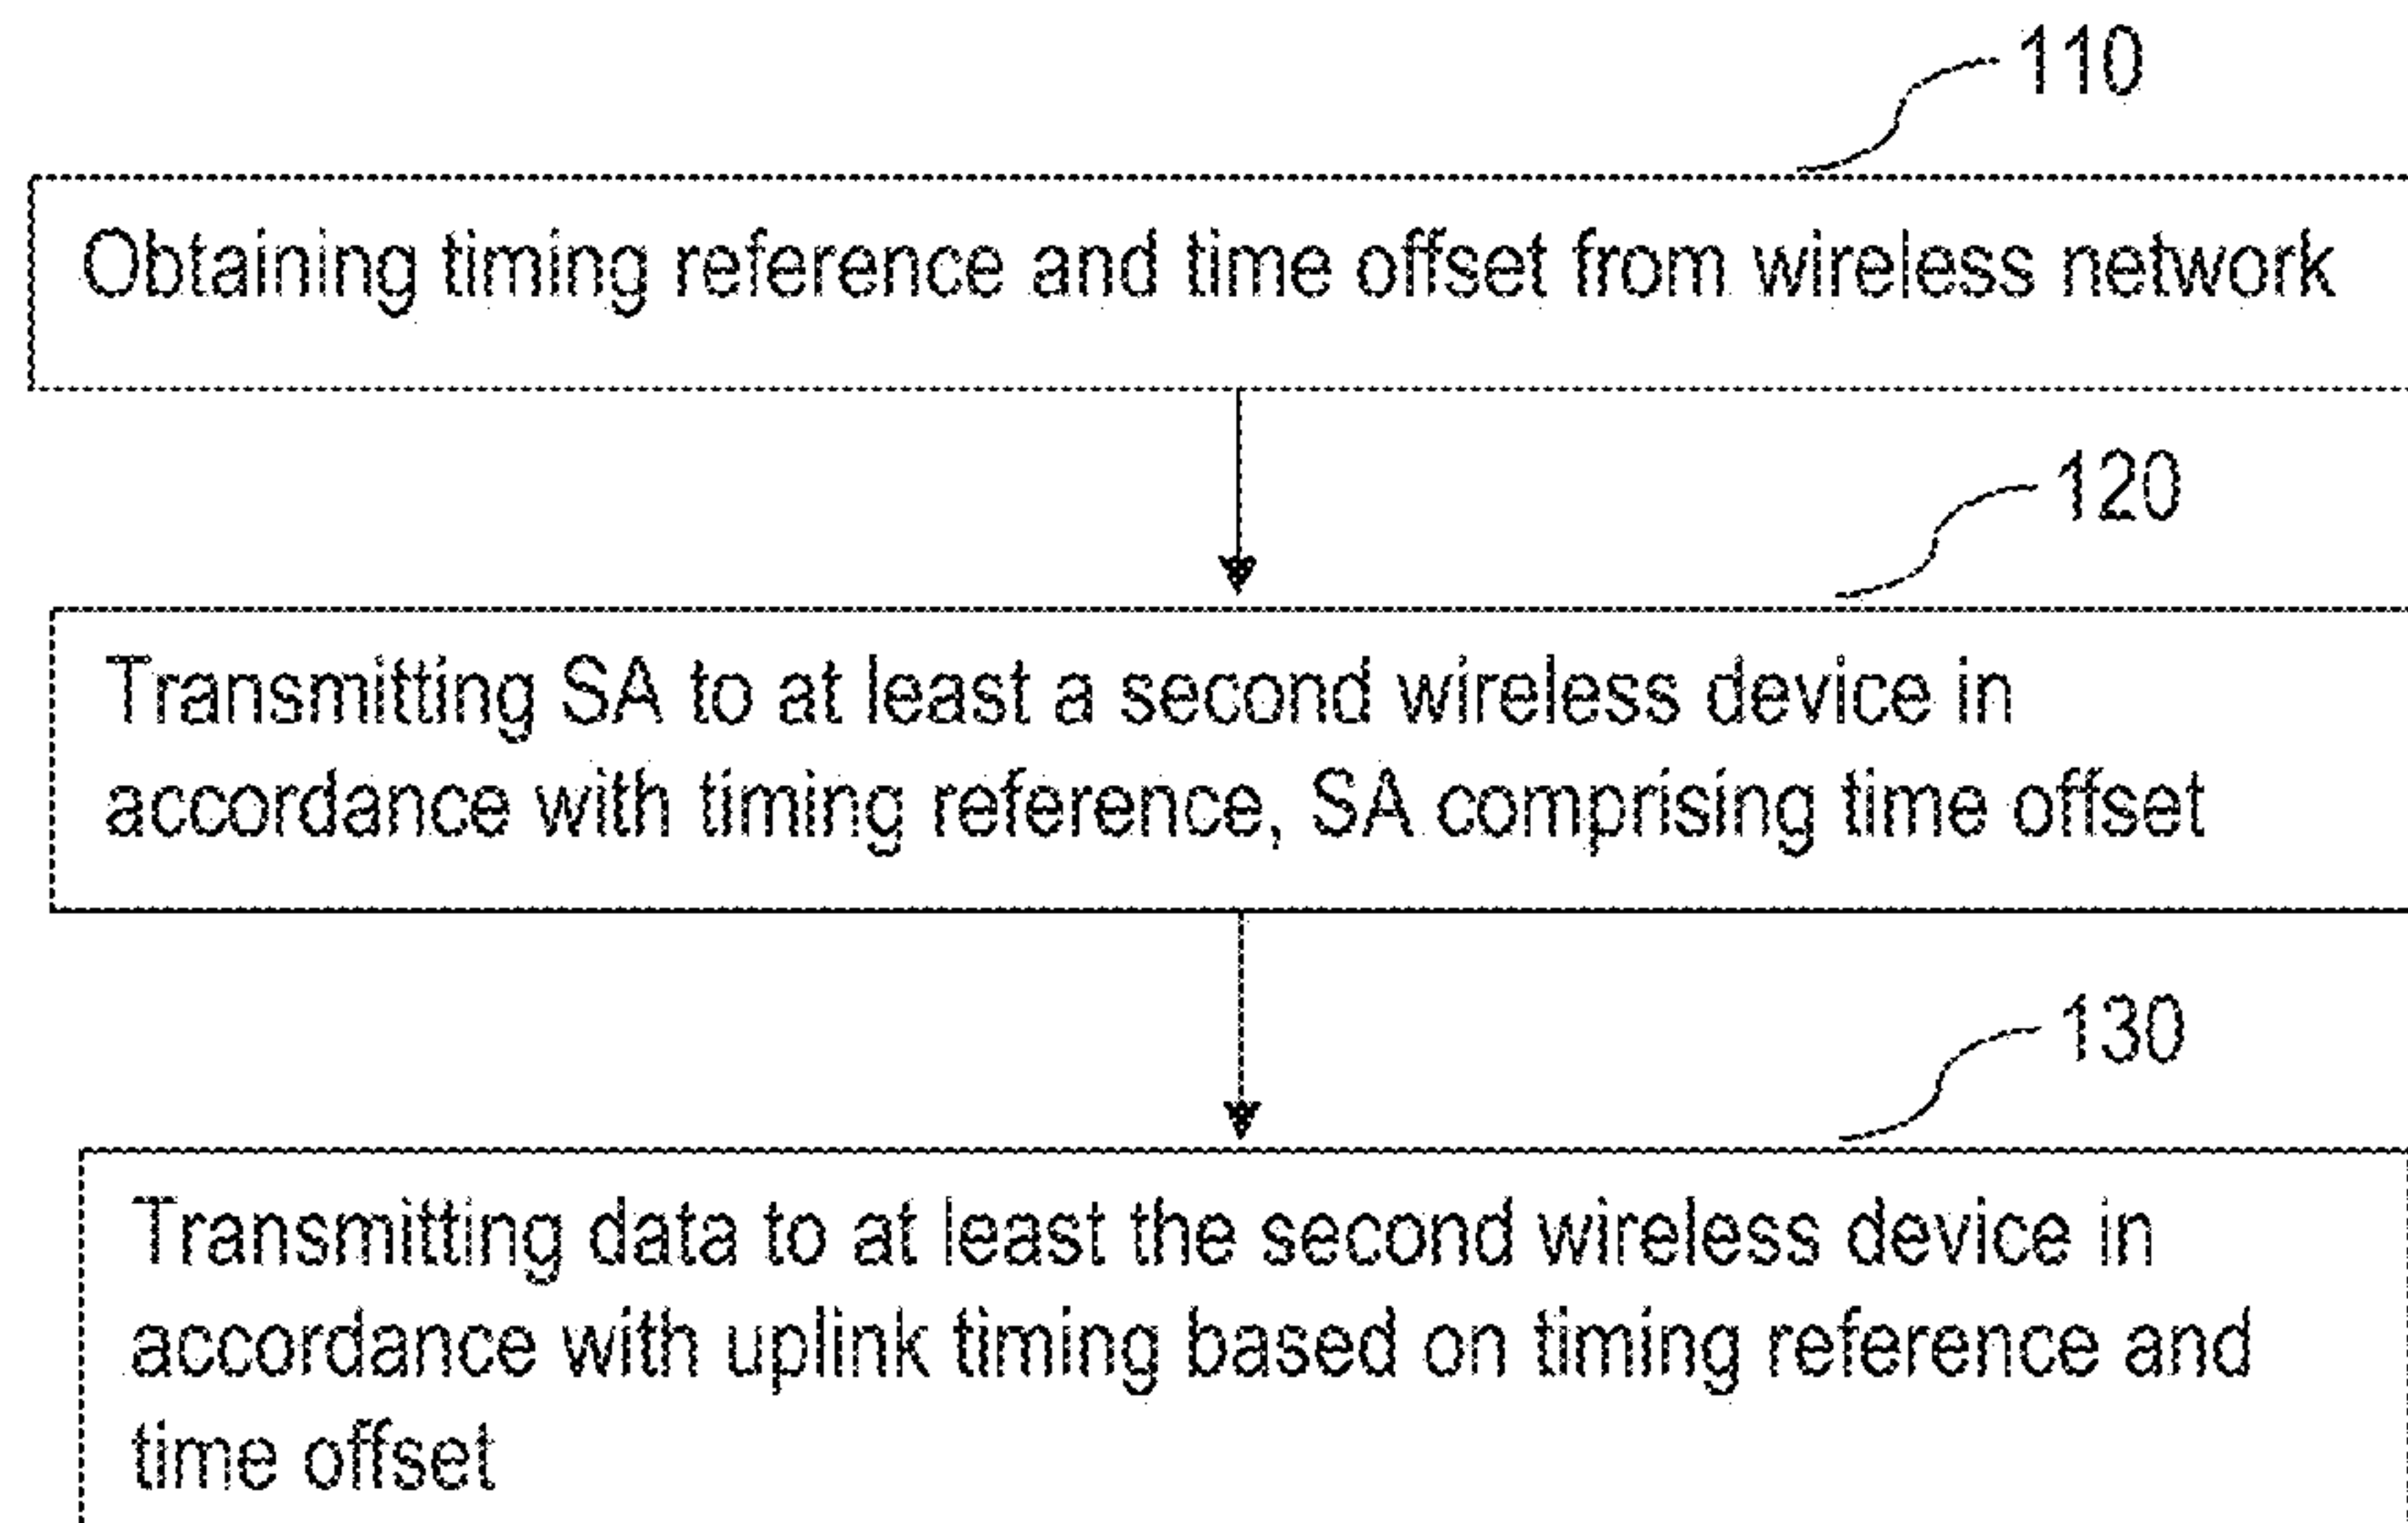 110
Obtaining timing reference and time offset from wireless network
120
Transmitting SA to at least a second wireless device in
accordance with timing reference, SA comprising time offset
130
Transmitting data to at least the second wireless device in
accordance with uplink timing based on timing reference and
time offset